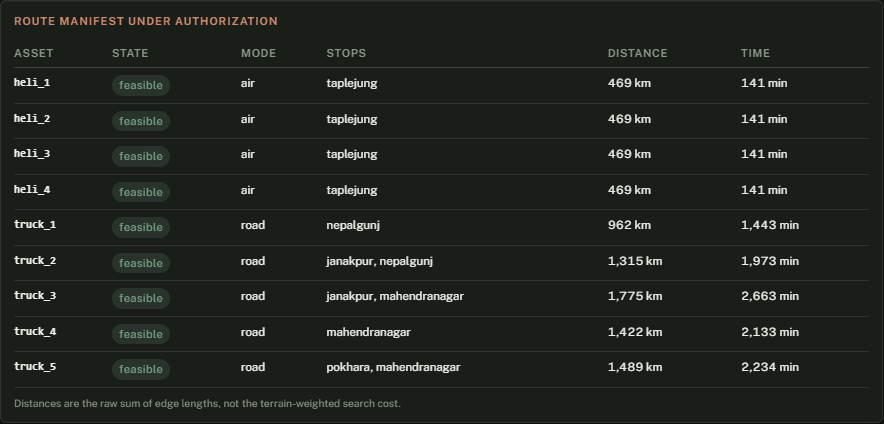 ROUTE MANIFEST UNDER AUTHORIZATION
ASSET STATE MODE STOPS DISTANCE TIME
heli_1 feasible air taplejung 469 km 141 min
heli_2 feasible air taplejung 469 km 141 min
heli_3 feasible air taplejung 469 km 141 min
heli_4 feasible air taplejung 469 km 141 min
truck_1 feasible road nepalgunj 962 km 1,443 min
truck_2 feasible road janakpur, nepalgunj 1,315 km 1,973 min
truck_3 feasible road janakpur, mahendranagar 1,775 km 2,663 min
truck_4 feasible road mahendranagar 1,422 km 2,133 min
truck_5 feasible road pokhara, mahendranagar 1,489 km 2,234 min
Distances are the raw sum of edge lengths, not the terrain-weighted search cost.